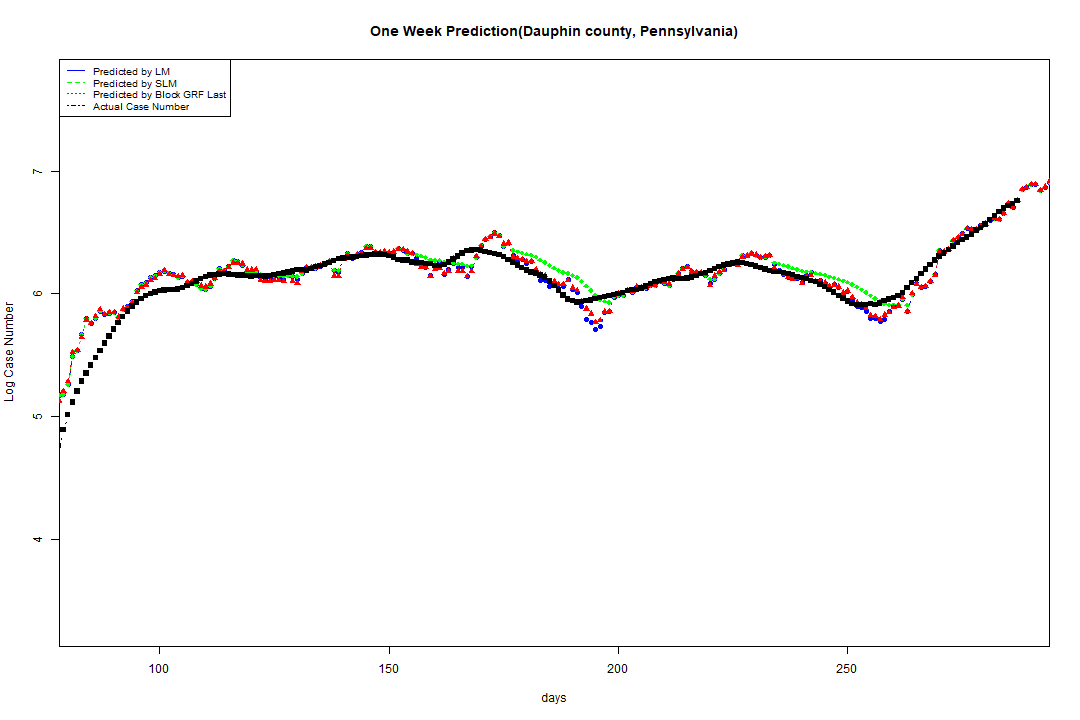 One Week Prediction(Dauphin county, Pennsylvania)
Predicted by LM
Predicted by SLM
Predicted by Block GRF Last
Actual Case Number
7
6
5
4
Log Case Number
100 150 200 250
days